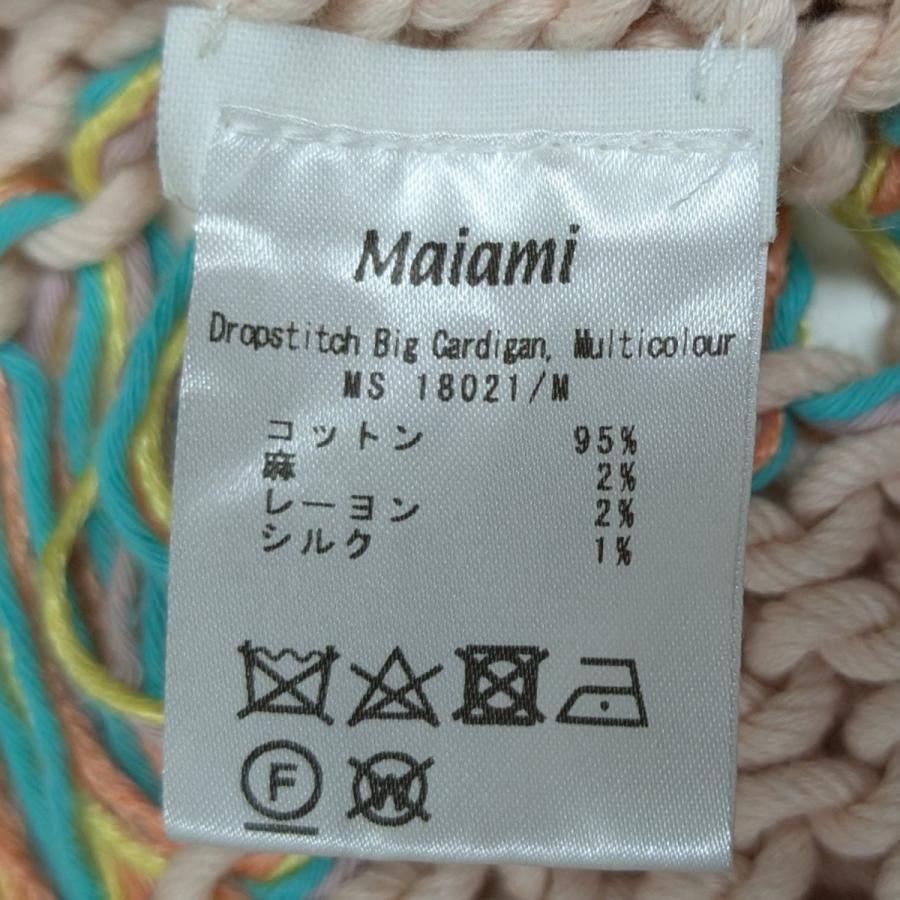 Maiami
Dropstitch Big Cardigan, Multicolour
MS 18021/M
コットン 95%
麻 2%
レーヨン 2%
シルク 1%
F W